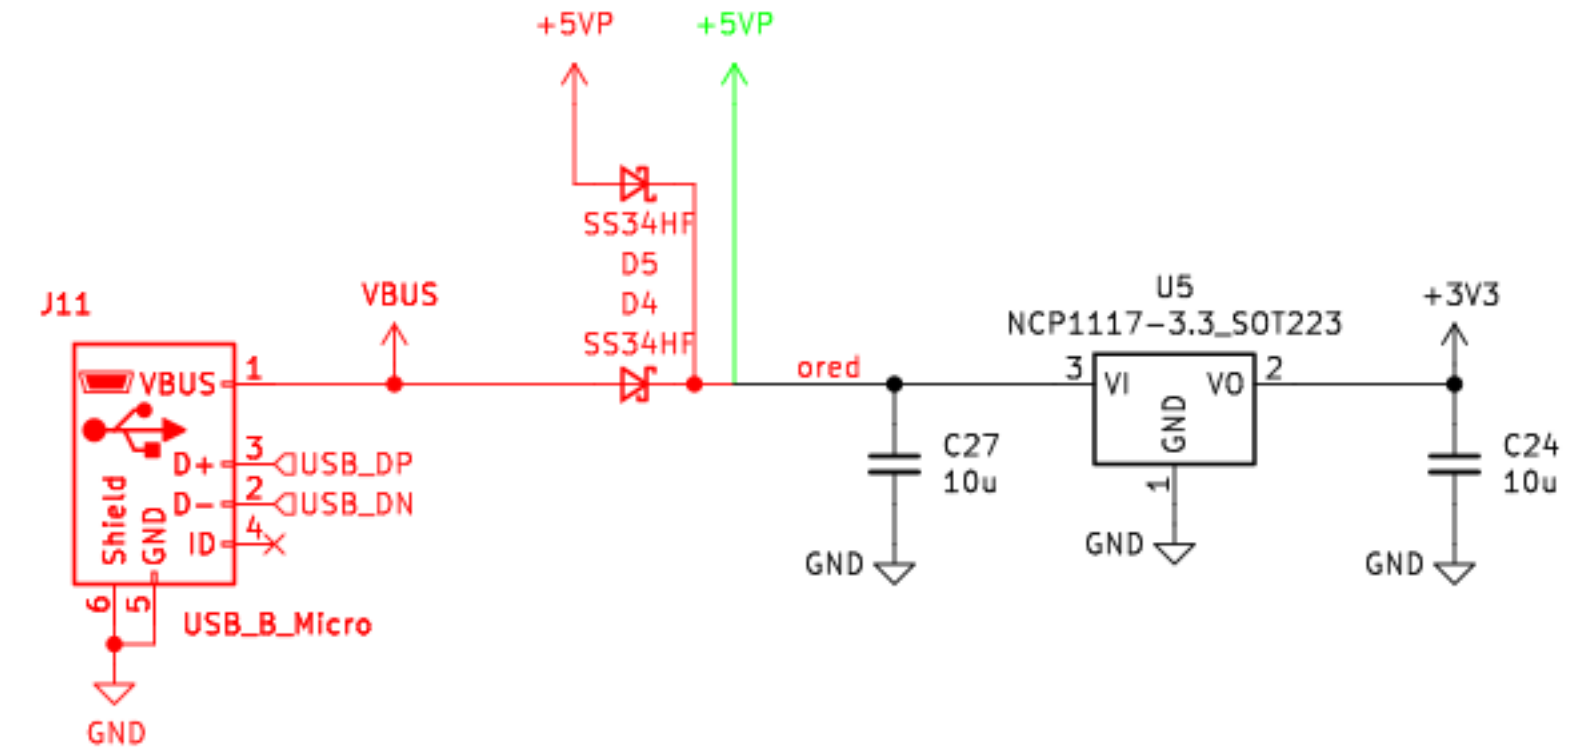 +5VP
+5VP
SS34HF
D5
D4
SS34HF
J11
VBUS
1
VBUS
3
D+
USB_DP
2
D-
USB_DN
4
ID
Shield
GND
6
5
USB_B_Micro
GND
ored
C27
10u
GND
U5
NCP1117-3.3_SOT223
3
VI
VO
2
GND
1
GND
+3V3
C24
10u
GND